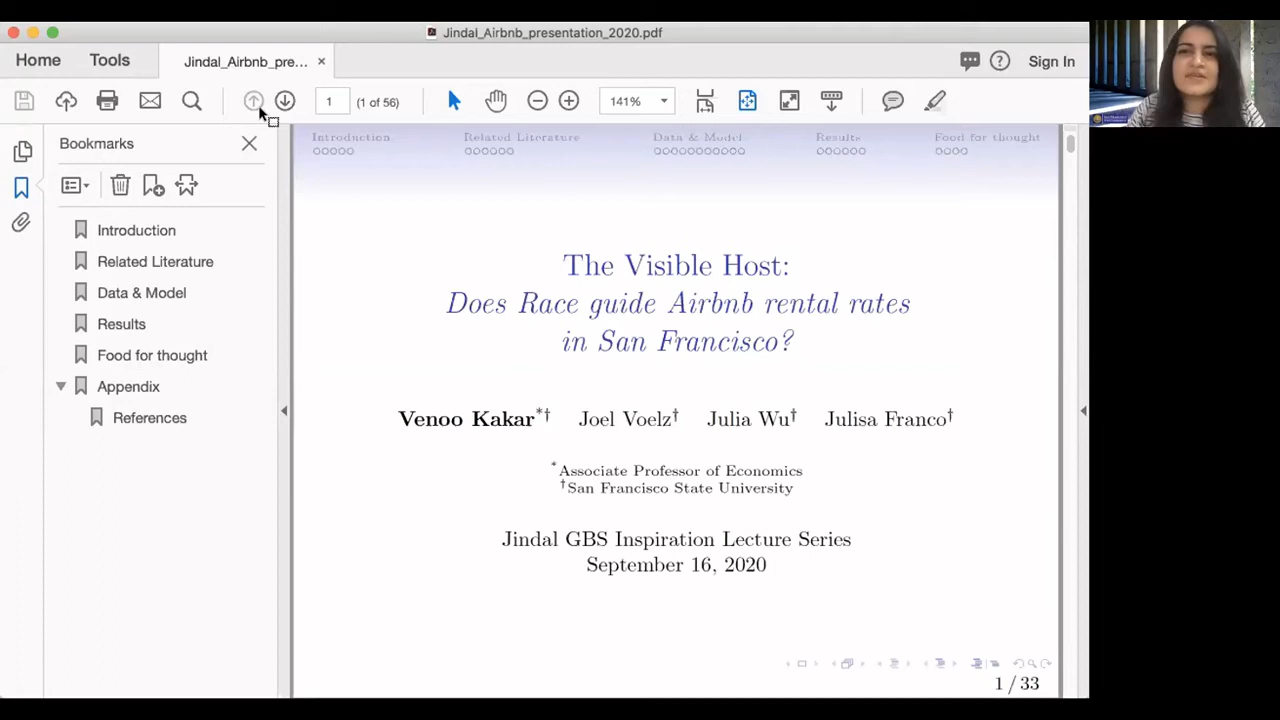 Jindal_Airbnb_presentation_2020.pdf
Home
Tools
Jindal_Airbnb_pre... ×
Sign In
1
(1 of 56)
141%
Bookmarks
Introduction
Related Literature
Data & Model
Results
Food for thought
Appendix
References
Introduction
Related Literature
Data & Model
Results
Food for thought
The Visible Host:
Does Race guide Airbnb rental rates
in San Francisco?
Venoo Kakar*† Joel Voelz† Julia Wu† Julisa Franco†
*Associate Professor of Economics
†San Francisco State University
Jindal GBS Inspiration Lecture Series
September 16, 2020
1 / 33